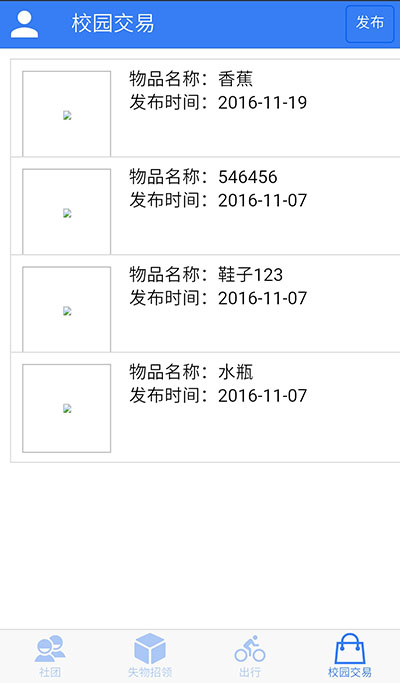 校园交易
发布
物品名称：香蕉
发布时间：2016-11-19
物品名称：546456
发布时间：2016-11-07
物品名称：鞋子123
发布时间：2016-11-07
物品名称：水瓶
发布时间：2016-11-07
社团
失物招领
出行
校园交易